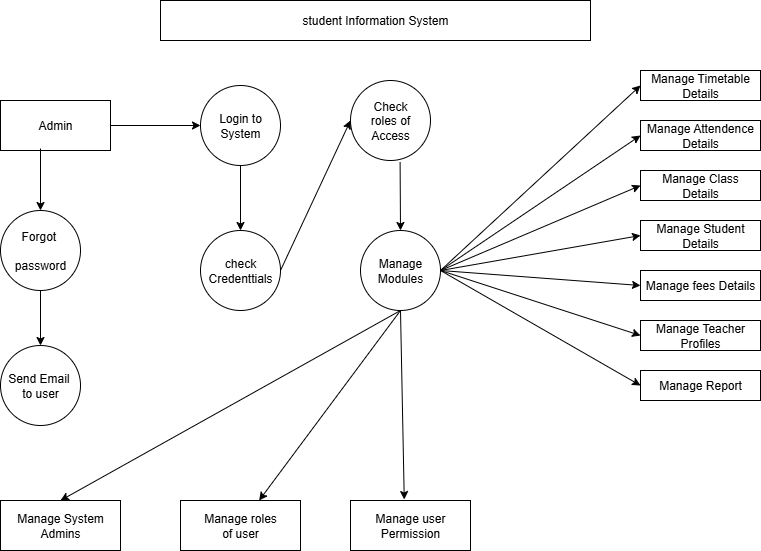 student Information System
Admin
Login to
System
Check
roles of
Access
Manage Timetable
Details
Manage Attendence
Details
Manage Class
Details
Manage Student
Details
Manage fees Details
Manage Teacher
Profiles
Manage Report
Forgot
password
check
Credenttials
Manage
Modules
Send Email
to user
Manage System
Admins
Manage roles
of user
Manage user
Permission